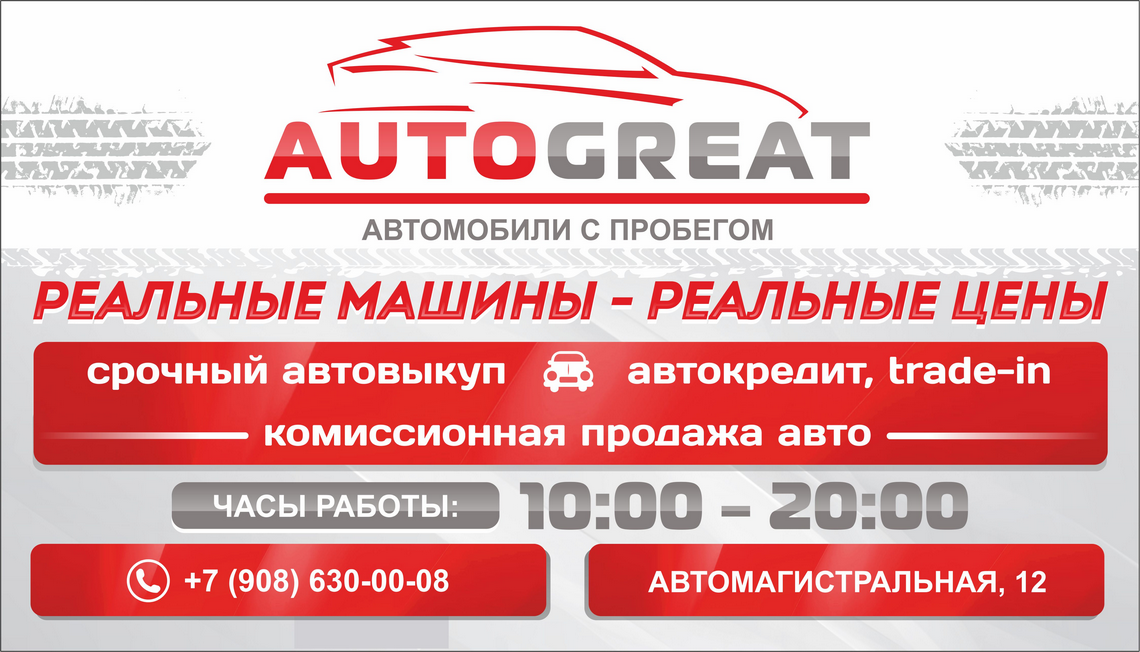 AUTOGREAT
АВТОМОБИЛИ С ПРОБЕГОМ
РЕАЛЬНЫЕ МАШИНЫ - РЕАЛЬНЫЕ ЦЕНЫ
срочный автовыкуп автокредит, trade-in
комиссионная продажа авто
ЧАСЫ РАБОТЫ: 10:00 – 20:00
+7 (908) 630-00-08 АВТОМАГИСТРАЛЬНАЯ, 12